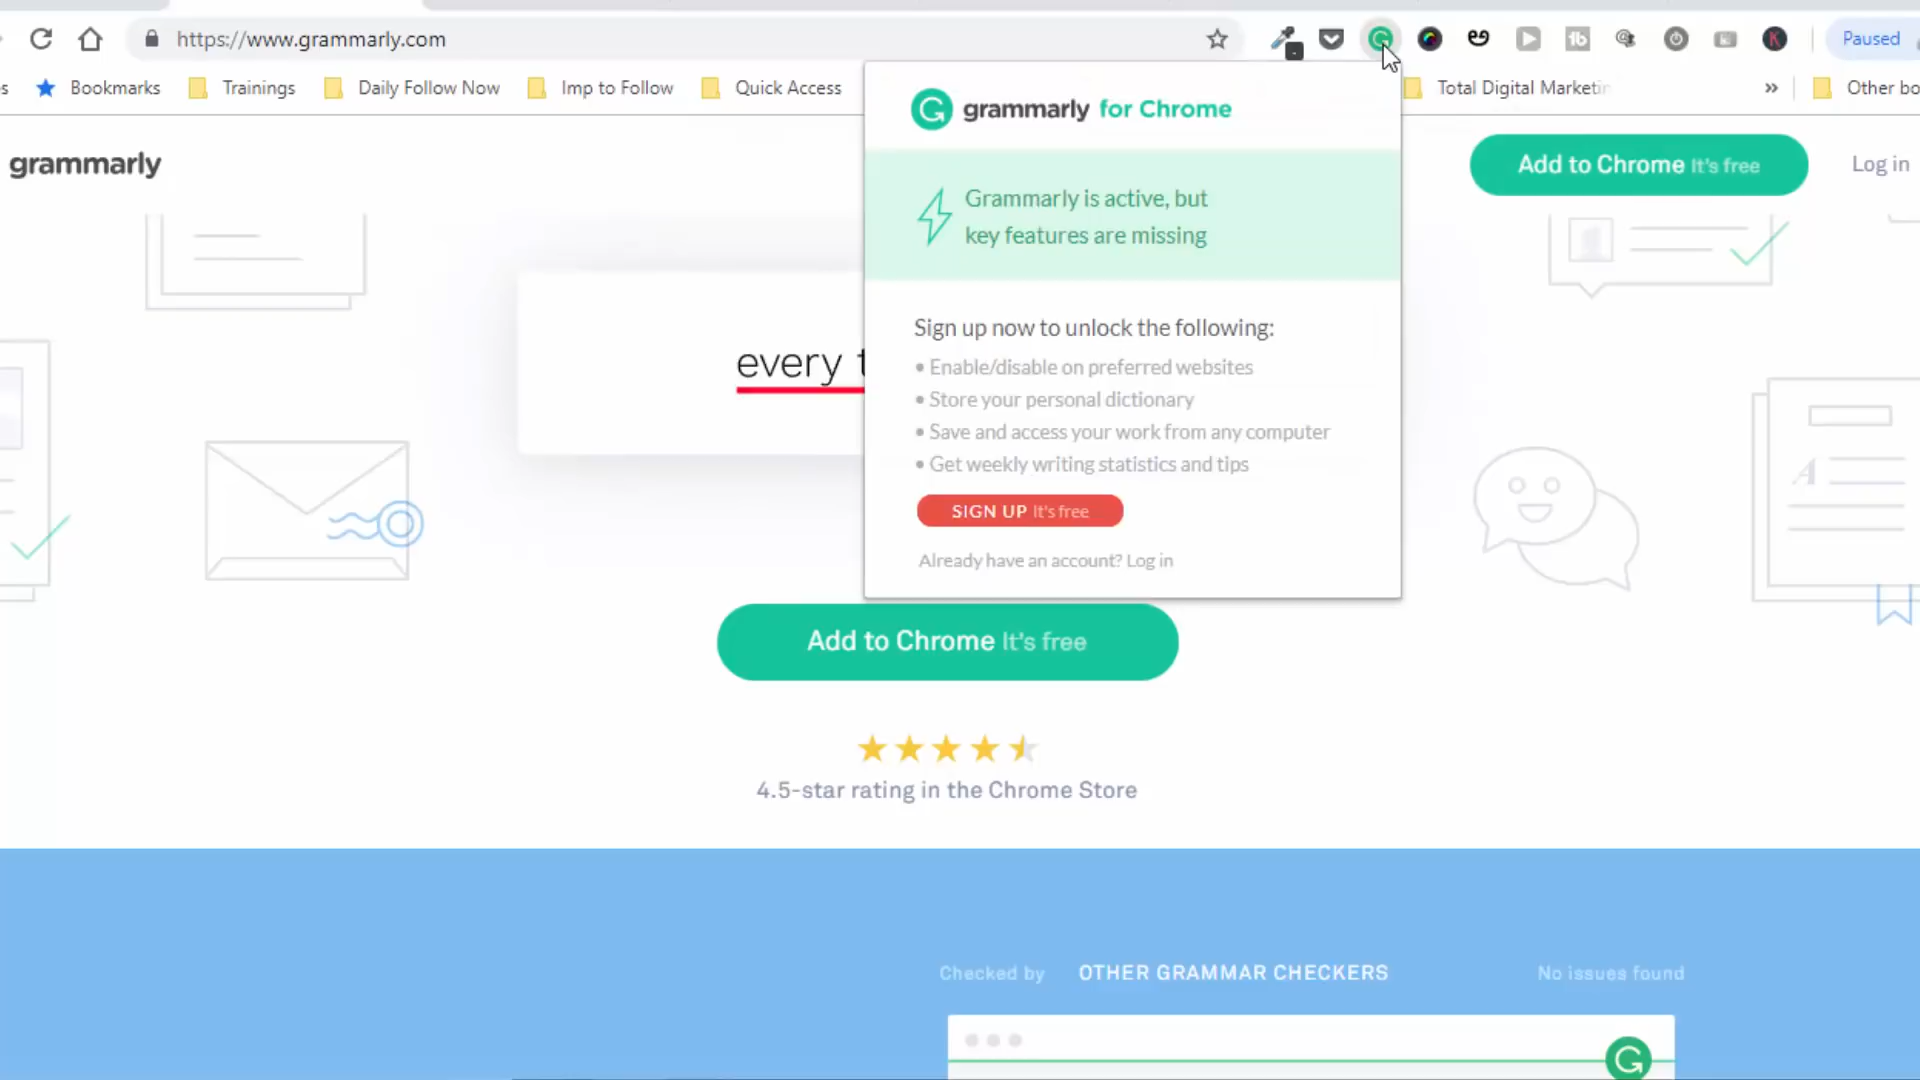 https://www.grammarly.com
Paused
Bookmarks
Trainings
Daily Follow Now
Imp to Follow
Quick Access
Total Digital Marketin
»
Other bo
grammarly for Chrome
grammarly
Add to Chrome It's free
Log in
Grammarly is active, but
key features are missing
Sign up now to unlock the following:
• Enable/disable on preferred websites
• Store your personal dictionary
• Save and access your work from any computer
• Get weekly writing statistics and tips
SIGN UP It's free
Already have an account? Log in
every t
Add to Chrome It's free
4.5-star rating in the Chrome Store
Checked by OTHER GRAMMAR CHECKERS No issues found